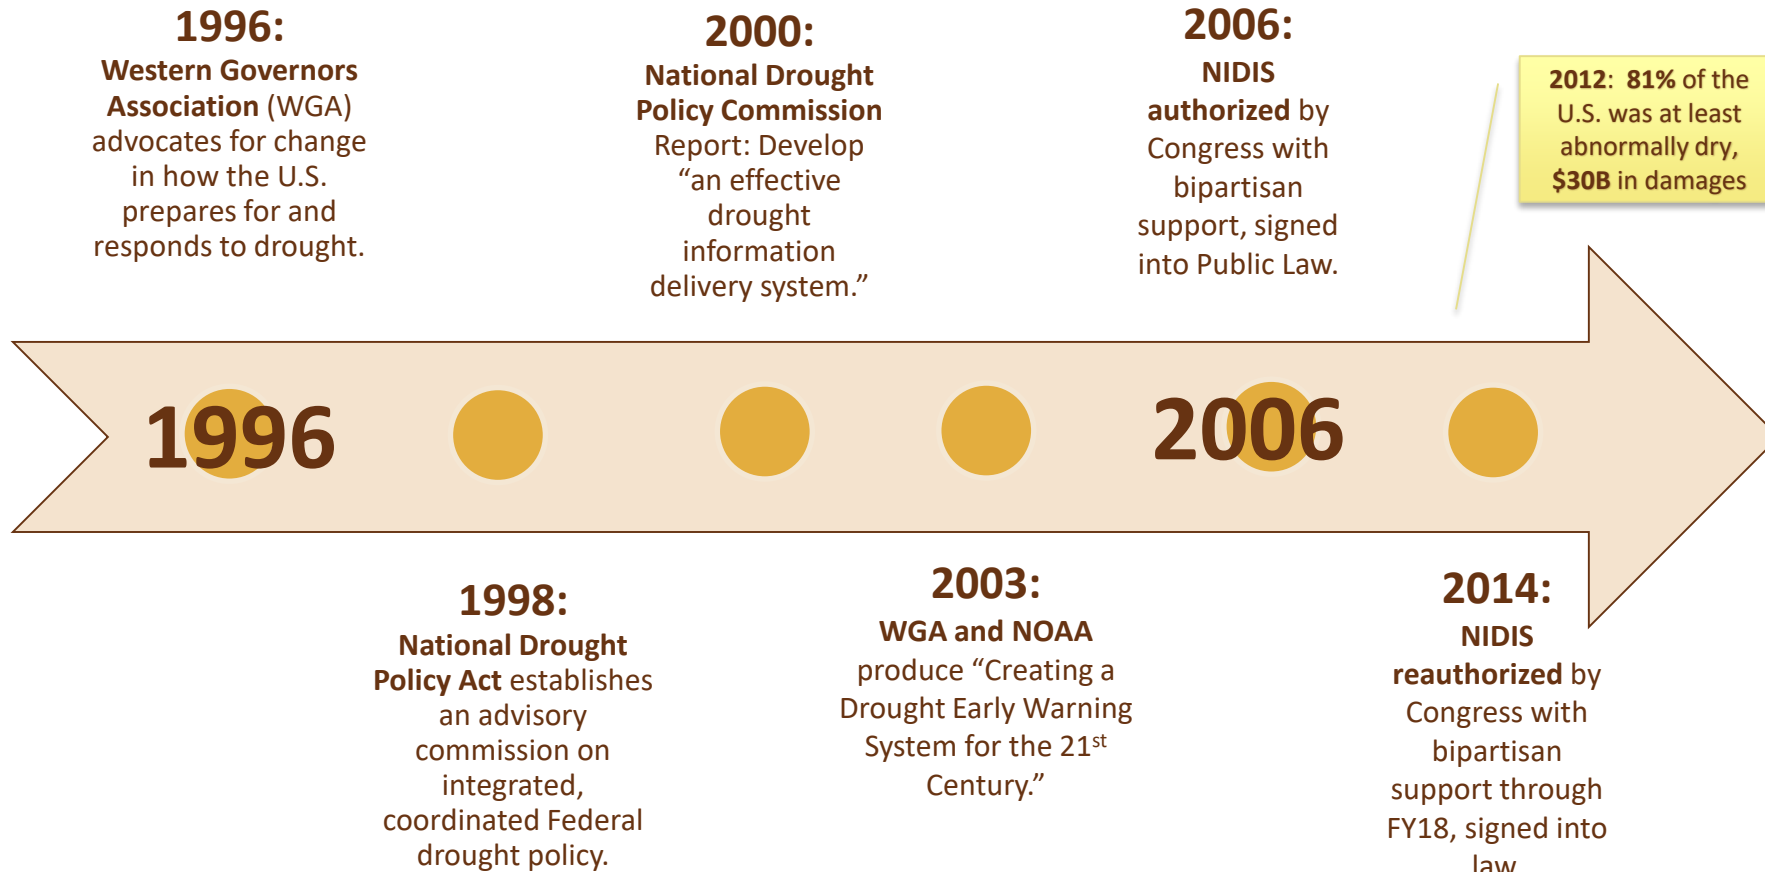 1996:
Western Governors
Association (WGA)
advocates for change
in how the U.S.
prepares for and
responds to drought.
2000:
National Drought
Policy Commission
Report: Develop
“an effective
drought
information
delivery system.”
2006:
NIDIS
authorized by
Congress with
bipartisan
support, signed
into Public Law.
2012: 81% of the
U.S. was at least
abnormally dry,
$30B in damages
1996
2006
1998:
National Drought
Policy Act establishes
an advisory
commission on
integrated,
coordinated Federal
drought policy.
2003:
WGA and NOAA
produce “Creating a
Drought Early Warning
System for the 21st
Century.”
2014:
NIDIS
reauthorized by
Congress with
bipartisan
support through
FY18, signed into
law